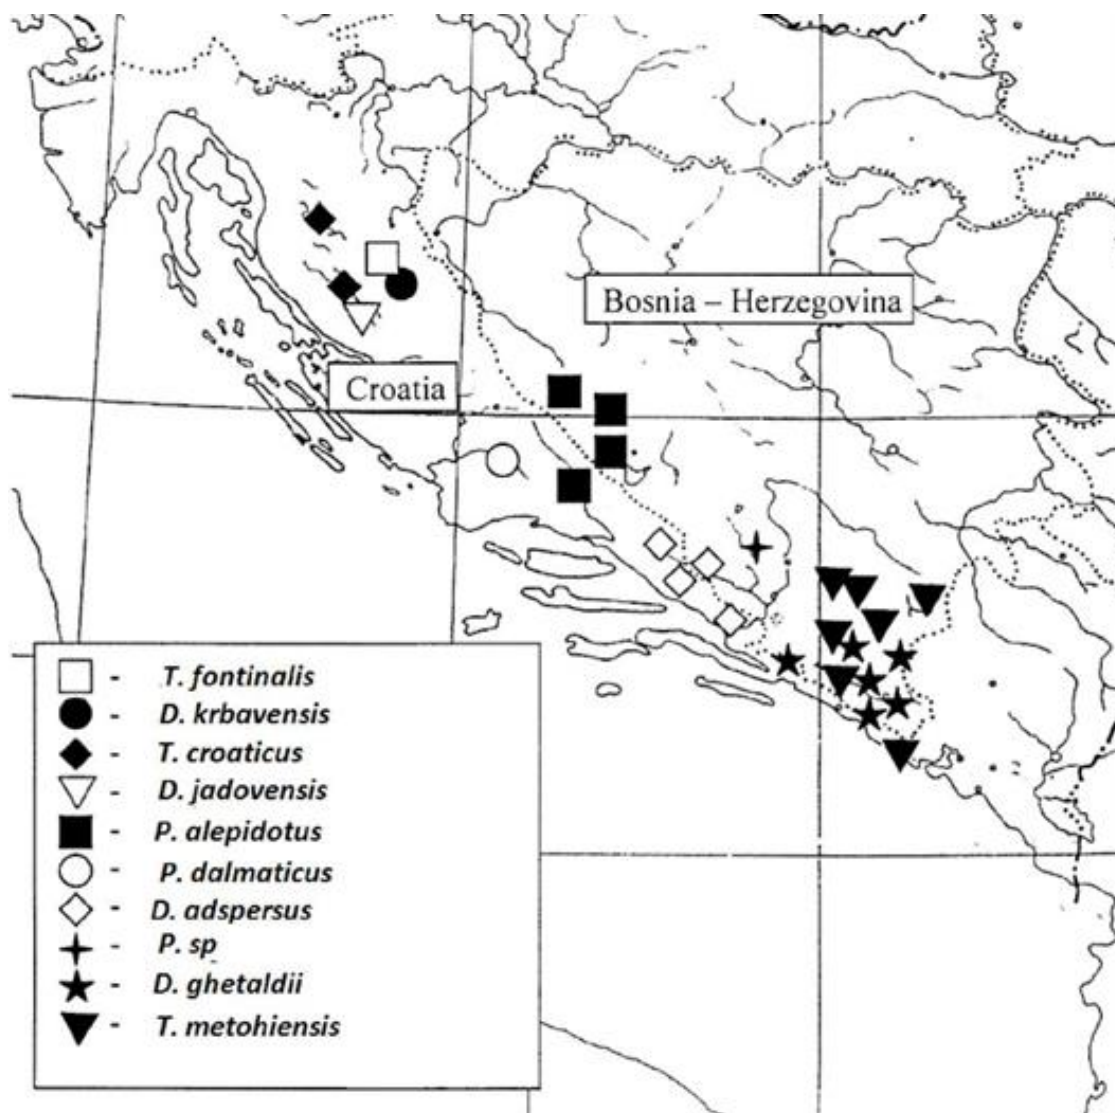 Bosnia – Herzegovina
Croatia
- T. fontinalis
- D. krbavensis
- T. croaticus
- D. jadovensis
- P. alepidotus
- P. dalmaticus
- D. adspersus
- P. sp
- D. ghetaldii
- T. metohiensis